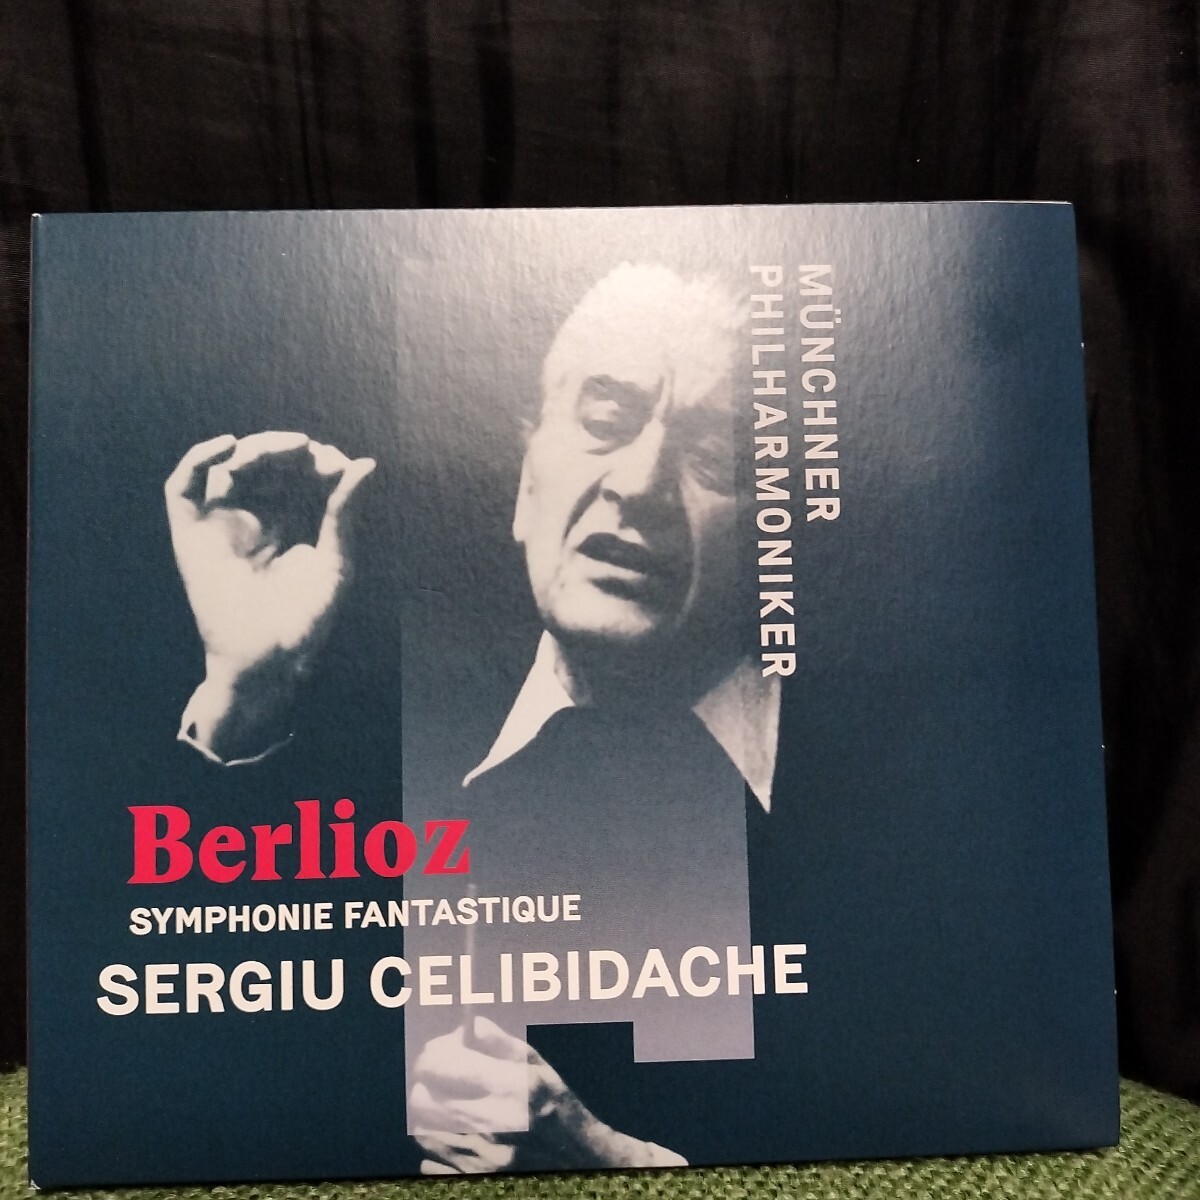 MÜNCHNER
PHILHARMONIKER
Berlioz
SYMPHONIE FANTASTIQUE
SERGIU CELIBIDACHE